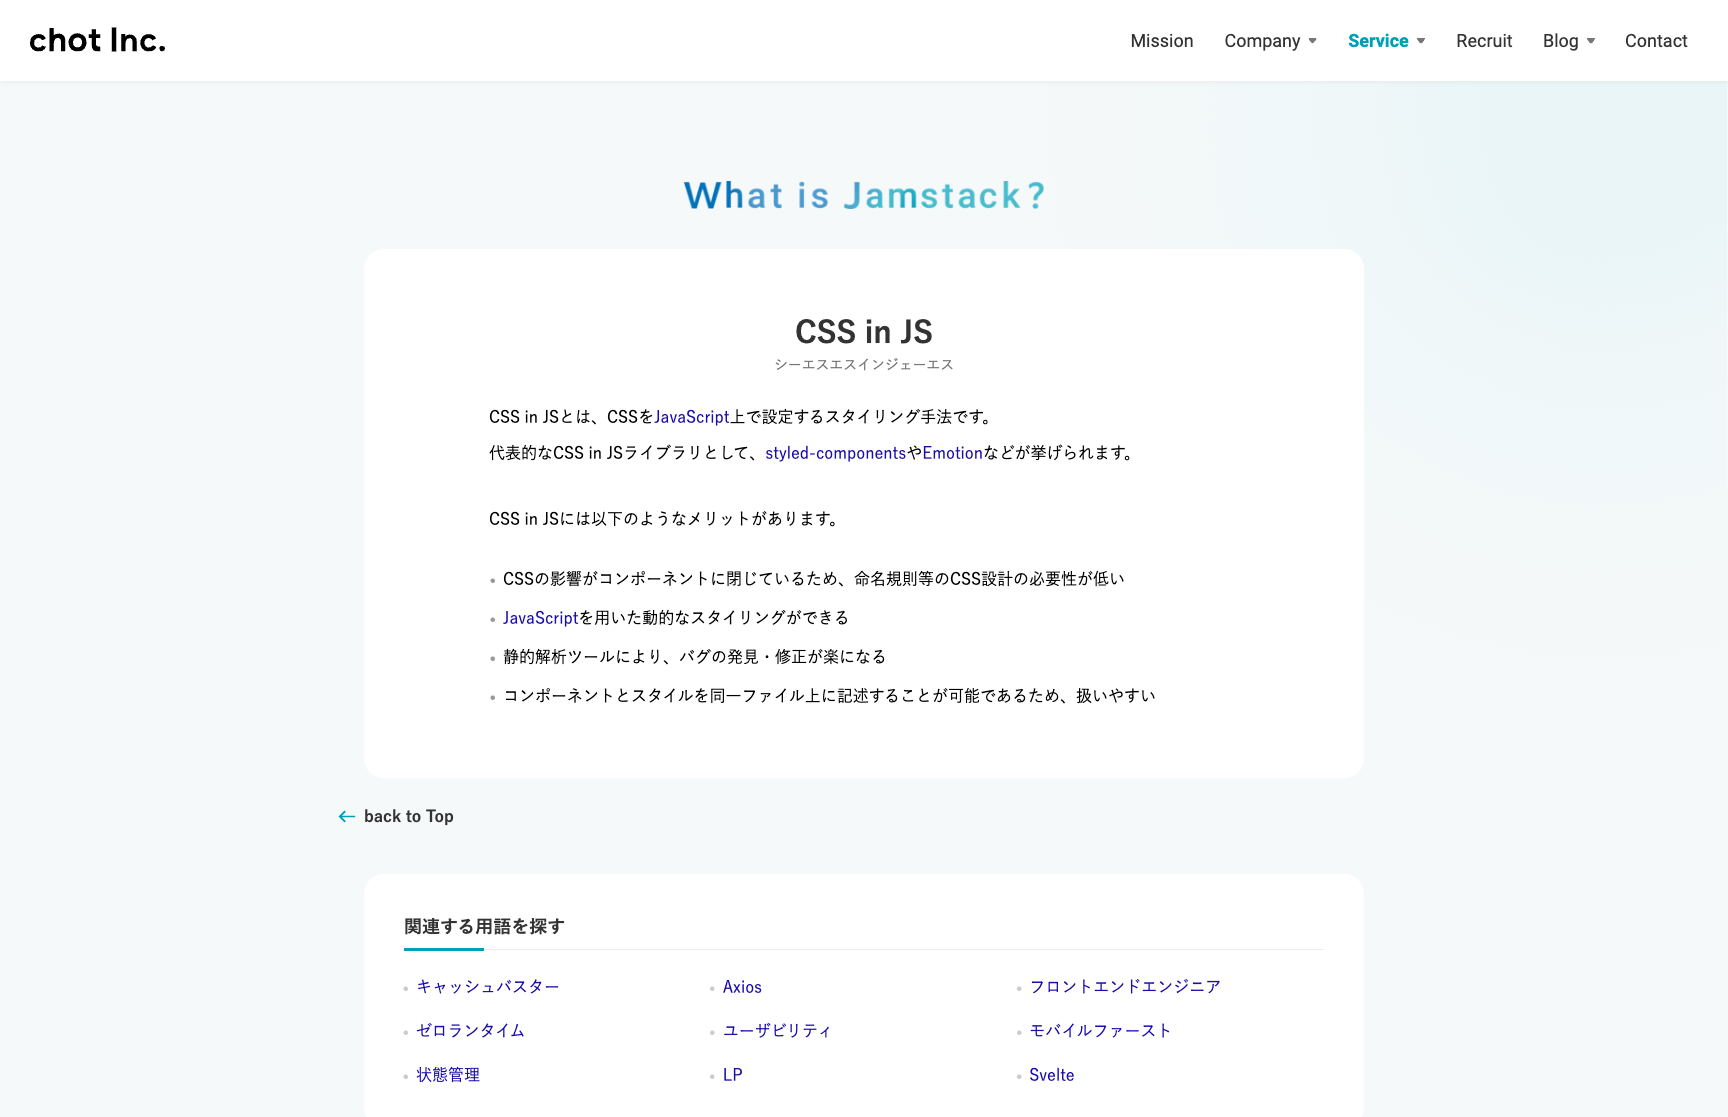 chot Inc.
Mission Company Service Recruit Blog Contact
What is Jamstack?
CSS in JS
シーエスエスインジェーエス
CSS in JSとは、CSSをJavaScript上で設定するスタイリング手法です。
代表的なCSS in JSライブラリとして、styled-componentsやEmotionなどが挙げられます。
CSS in JSには以下のようなメリットがあります。
CSSの影響がコンポーネントに閉じているため、命名規則等のCSS設計の必要性が低い
JavaScriptを用いた動的なスタイリングができる
静的解析ツールにより、バグの発見・修正が楽になる
コンポーネントとスタイルを同一ファイル上に記述することが可能であるため、扱いやすい
back to Top
関連する用語を探す
キャッシュバスター Axios フロントエンドエンジニア
ゼロランタイム ユーザビリティ モバイルファースト
状態管理 LP Svelte